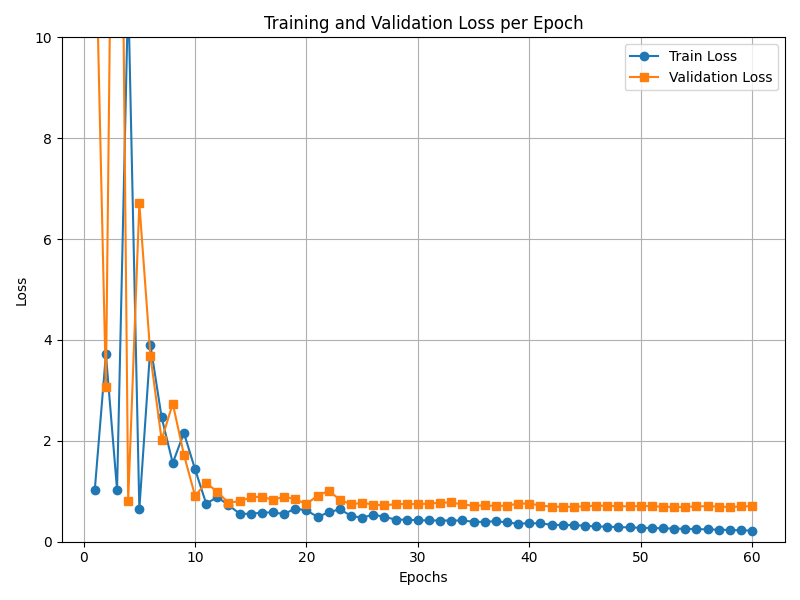 Training and Validation Loss per Epoch
Train Loss
Validation Loss
Loss
10
8
6
4
2
0
0 10 20 30 40 50 60
Epochs